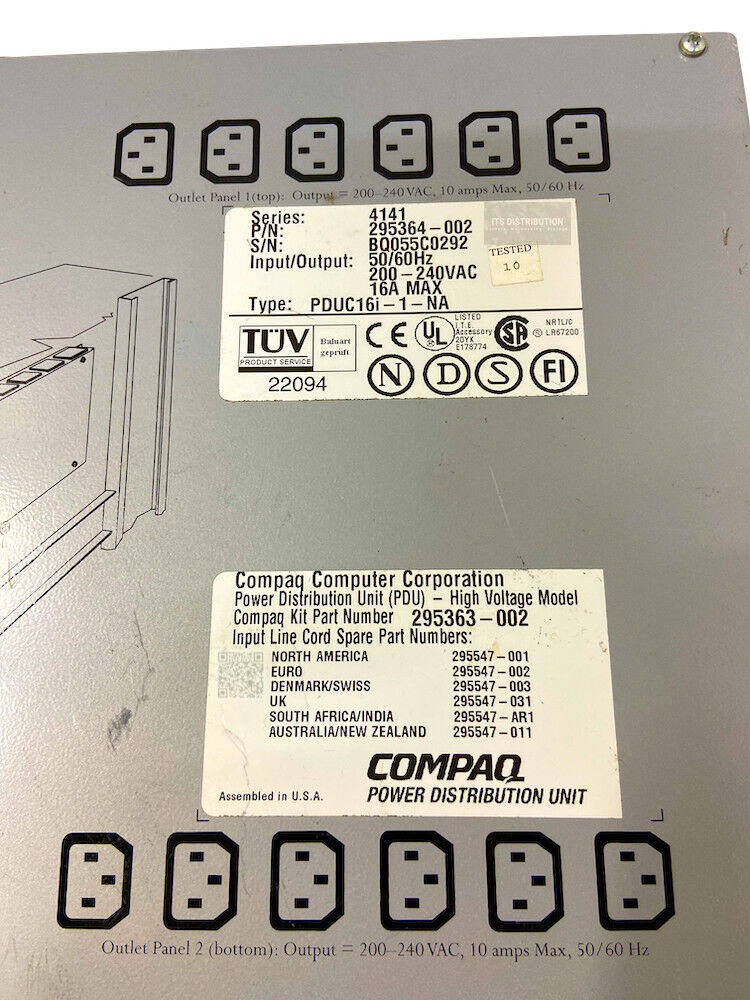 Outlet Panel 1(top): Output = 200–240 VAC, 10 amps Max, 50/60 Hz
Series: 4141
P/N: 295364-002
S/N: BQ055C0292
Input/Output: 50/60Hz
200-240VAC
16A MAX
Type: PDUC16i-1-NA
ITS DISTRIBUTION
TESTED
10
TÜV
PRODUCT SERVICE
Bauart
geprüft
22094
CE
UL
LISTED
I.T.E.
Accessory
20YK
E178774
SA
NRTL/C
LR67200
N D S FI
Compaq Computer Corporation
Power Distribution Unit (PDU) – High Voltage Model
Compaq Kit Part Number 295363-002
Input Line Cord Spare Part Numbers:
NORTH AMERICA 295547-001
EURO 295547-002
DENMARK/SWISS 295547-003
UK 295547-031
SOUTH AFRICA/INDIA 295547-AR1
AUSTRALIA/NEW ZEALAND 295547-011
COMPAQ
Assembled in U.S.A. POWER DISTRIBUTION UNIT
Outlet Panel 2 (bottom): Output = 200–240 VAC, 10 amps Max, 50/60 Hz